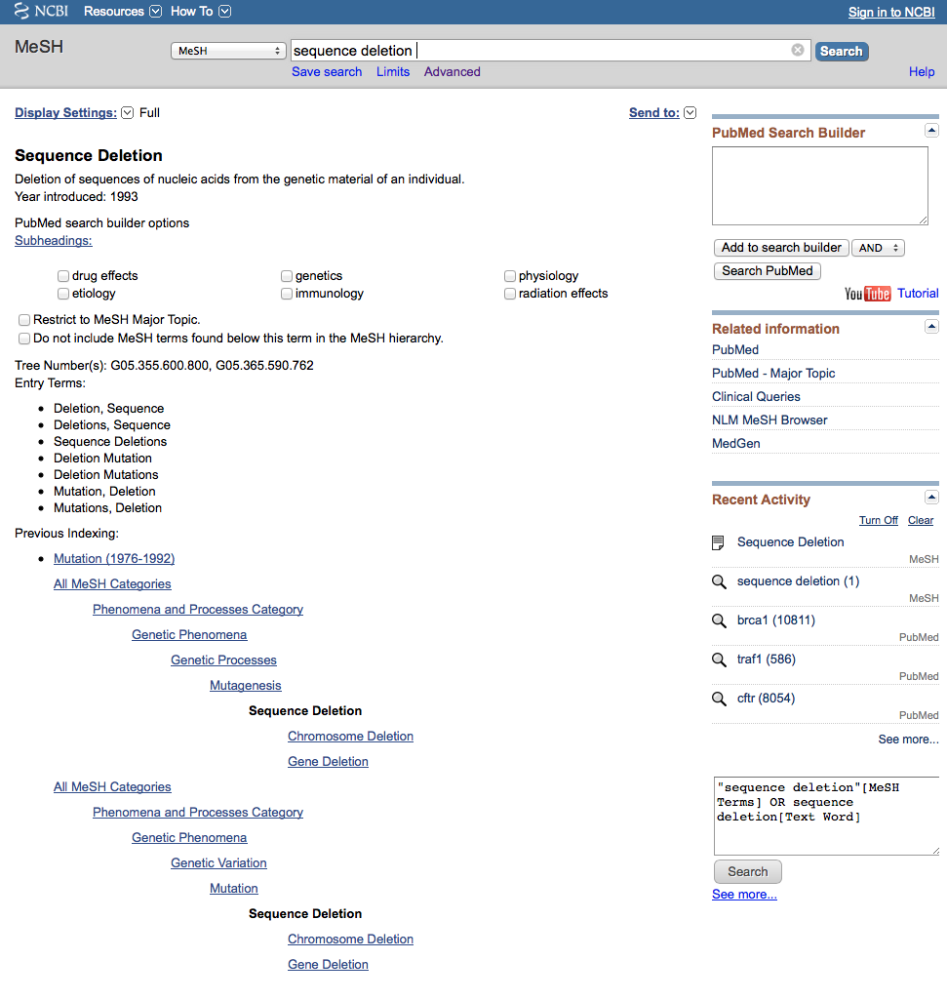 NCBI Resources How To Sign in to NCBI
MeSH MeSH sequence deletion Search
Save search Limits Advanced Help
Display Settings: Full Send to:
Sequence Deletion
Deletion of sequences of nucleic acids from the genetic material of an individual.
Year introduced: 1993
PubMed search builder options
Subheadings:
drug effects genetics physiology
etiology immunology radiation effects
Restrict to MeSH Major Topic.
Do not include MeSH terms found below this term in the MeSH hierarchy.
Tree Number(s): G05.355.600.800, G05.365.590.762
Entry Terms:
Deletion, Sequence
Deletions, Sequence
Sequence Deletions
Deletion Mutation
Deletion Mutations
Mutation, Deletion
Mutations, Deletion
Previous Indexing:
Mutation (1976-1992)
All MeSH Categories
Phenomena and Processes Category
Genetic Phenomena
Genetic Processes
Mutagenesis
Sequence Deletion
Chromosome Deletion
Gene Deletion
All MeSH Categories
Phenomena and Processes Category
Genetic Phenomena
Genetic Variation
Mutation
Sequence Deletion
Chromosome Deletion
Gene Deletion
PubMed Search Builder
Add to search builder AND
Search PubMed
YouTube Tutorial
Related information
PubMed
PubMed - Major Topic
Clinical Queries
NLM MeSH Browser
MedGen
Recent Activity
Turn Off Clear
Sequence Deletion
MeSH
sequence deletion (1)
MeSH
brca1 (10811)
PubMed
traf1 (586)
PubMed
cftr (8054)
PubMed
See more...
"sequence deletion"[MeSH
Terms] OR sequence
deletion[Text Word]
Search
See more...